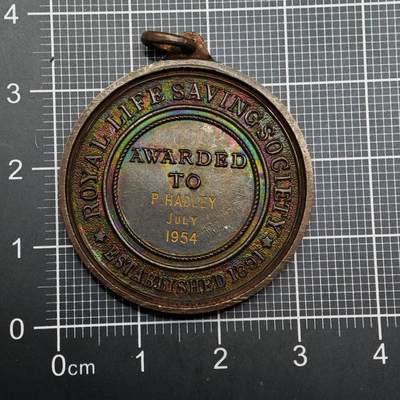 ROYAL LIFE SAVING SOCIETY
AWARDED
TO
JULY
1954
★ ESTABLISHED 1891 ★
4
3
2
1
0
0cm 1 2 3 4